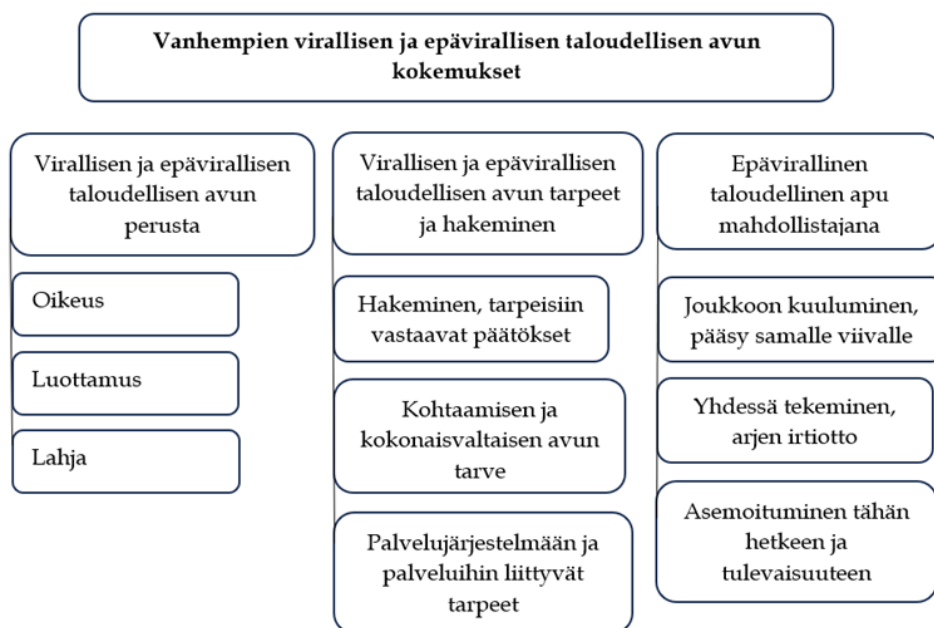 Vanhempien virallisen ja epävirallisen taloudellisen avun
kokemukset
Virallisen ja epävirallisen
taloudellisen avun
perusta
Oikeus
Luottamus
Lahja
Virallisen ja epävirallisen
taloudellisen avun tarpeet
ja hakeminen
Hakeminen, tarpeisiin
vastaavat päätökset
Kohtaamisen ja
kokonaisvaltaisen avun
tarve
Palvelujärjestelmään ja
palveluihin liittyvät
tarpeet
Epävirallinen
taloudellinen apu
mahdollistajana
Joukkoon kuuluminen,
pääsy samalle viivalle
Yhdessä tekeminen,
arjen irtiotto
Asemoituminen tähän
hetkeen ja
tulevaisuuteen